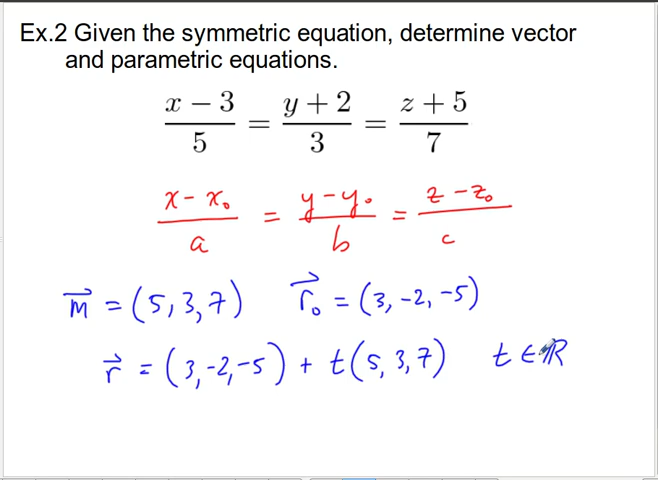 Ex.2 Given the symmetric equation, determine vector
and parametric equations.
x − 3 / 5 = y + 2 / 3 = z + 5 / 7
x - x₀ / a = y - y₀ / b = z - z₀ / c
m⃗ = (5, 3, 7) r⃗₀ = (3, -2, -5)
r⃗ = (3, -2, -5) + t(5, 3, 7) t ∈ ℝ